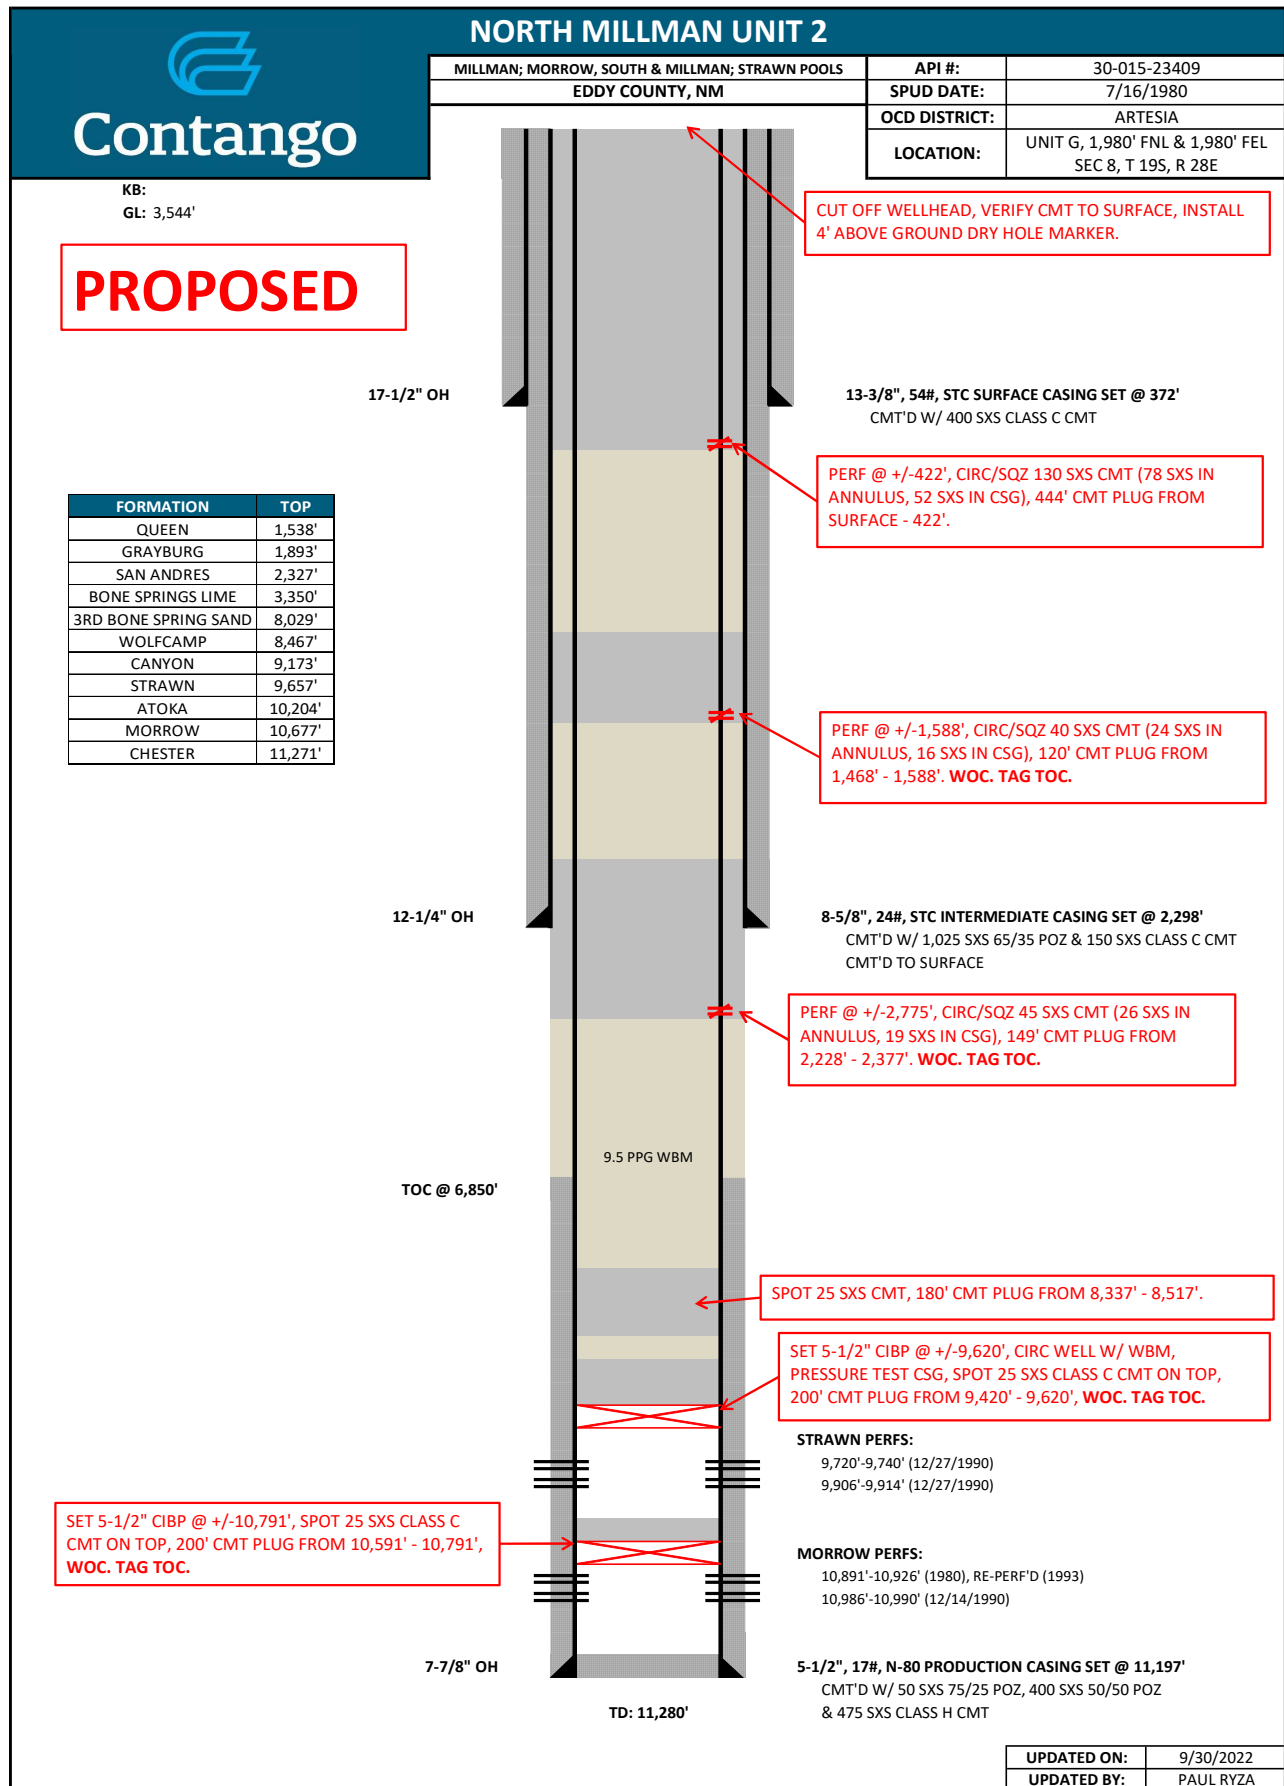 NORTH MILLMAN UNIT 2
Contango
MILLMAN; MORROW, SOUTH & MILLMAN; STRAWN POOLS
EDDY COUNTY, NM
API #: 30-015-23409
SPUD DATE: 7/16/1980
OCD DISTRICT: ARTESIA
LOCATION: UNIT G, 1,980' FNL & 1,980' FEL
SEC 8, T 19S, R 28E
KB:
GL: 3,544'
PROPOSED
CUT OFF WELLHEAD, VERIFY CMT TO SURFACE, INSTALL
4' ABOVE GROUND DRY HOLE MARKER.
17-1/2" OH
13-3/8", 54#, STC SURFACE CASING SET @ 372'
CMT'D W/ 400 SXS CLASS C CMT
PERF @ +/-422', CIRC/SQZ 130 SXS CMT (78 SXS IN
ANNULUS, 52 SXS IN CSG), 444' CMT PLUG FROM
SURFACE - 422'.
FORMATION TOP
QUEEN 1,538'
GRAYBURG 1,893'
SAN ANDRES 2,327'
BONE SPRINGS LIME 3,350'
3RD BONE SPRING SAND 8,029'
WOLFCAMP 8,467'
CANYON 9,173'
STRAWN 9,657'
ATOKA 10,204'
MORROW 10,677'
CHESTER 11,271'
PERF @ +/-1,588', CIRC/SQZ 40 SXS CMT (24 SXS IN
ANNULUS, 16 SXS IN CSG), 120' CMT PLUG FROM
1,468' - 1,588'. WOC. TAG TOC.
12-1/4" OH
8-5/8", 24#, STC INTERMEDIATE CASING SET @ 2,298'
CMT'D W/ 1,025 SXS 65/35 POZ & 150 SXS CLASS C CMT
CMT'D TO SURFACE
PERF @ +/-2,775', CIRC/SQZ 45 SXS CMT (26 SXS IN
ANNULUS, 19 SXS IN CSG), 149' CMT PLUG FROM
2,228' - 2,377'. WOC. TAG TOC.
9.5 PPG WBM
TOC @ 6,850'
SPOT 25 SXS CMT, 180' CMT PLUG FROM 8,337' - 8,517'.
SET 5-1/2" CIBP @ +/-9,620', CIRC WELL W/ WBM,
PRESSURE TEST CSG, SPOT 25 SXS CLASS C CMT ON TOP,
200' CMT PLUG FROM 9,420' - 9,620', WOC. TAG TOC.
STRAWN PERFS:
9,720'-9,740' (12/27/1990)
9,906'-9,914' (12/27/1990)
SET 5-1/2" CIBP @ +/-10,791', SPOT 25 SXS CLASS C
CMT ON TOP, 200' CMT PLUG FROM 10,591' - 10,791',
WOC. TAG TOC.
MORROW PERFS:
10,891'-10,926' (1980), RE-PERF'D (1993)
10,986'-10,990' (12/14/1990)
7-7/8" OH
5-1/2", 17#, N-80 PRODUCTION CASING SET @ 11,197'
CMT'D W/ 50 SXS 75/25 POZ, 400 SXS 50/50 POZ
& 475 SXS CLASS H CMT
TD: 11,280'
UPDATED ON: 9/30/2022
UPDATED BY: PAUL RYZA